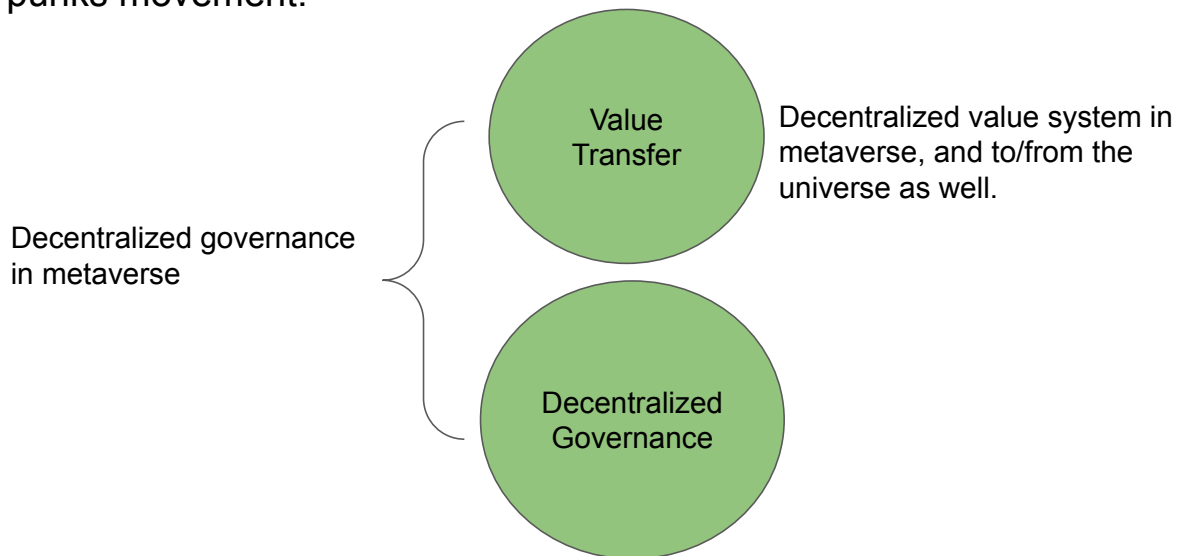 punks movement.
Value
Transfer
Decentralized value system in
metaverse, and to/from the
universe as well.
Decentralized governance
in metaverse
Decentralized
Governance